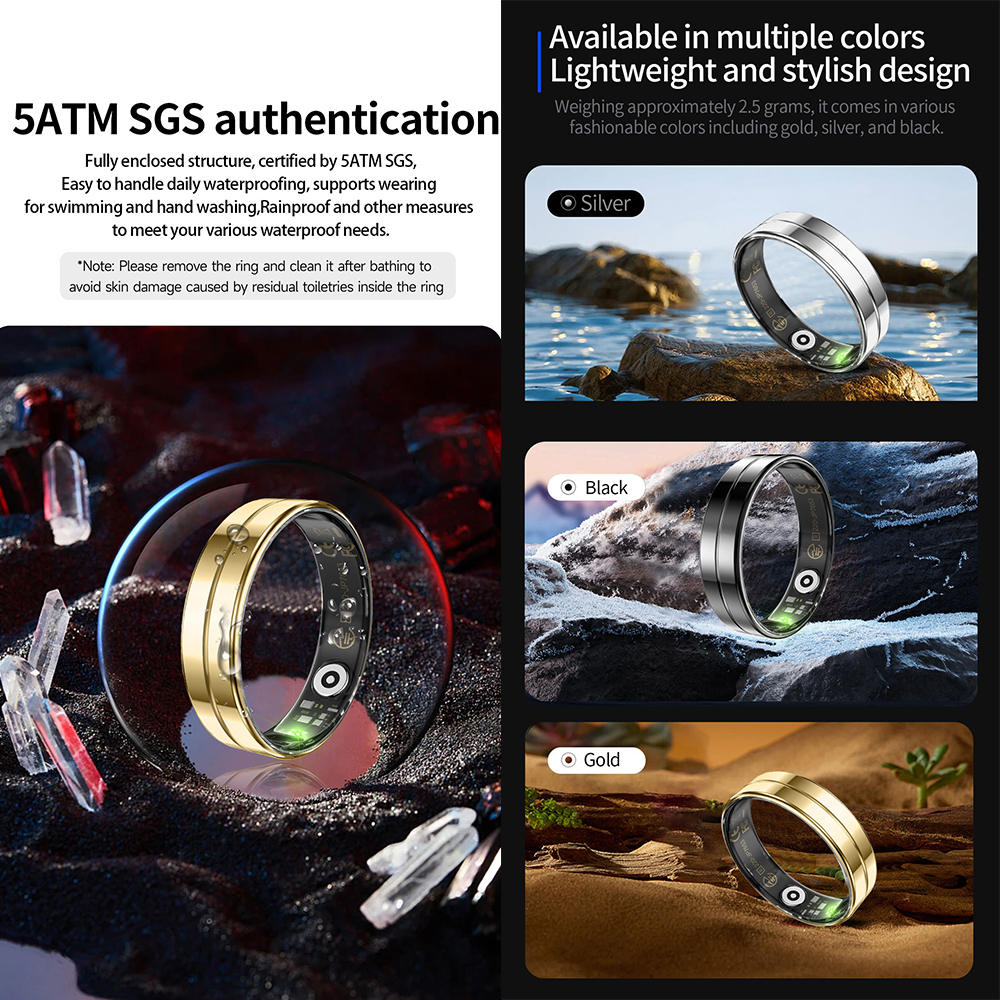 5ATM SGS authentication
Fully enclosed structure, certified by 5ATM SGS,
Easy to handle daily waterproofing, supports wearing
for swimming and hand washing,Rainproof and other measures
to meet your various waterproof needs.
*Note: Please remove the ring and clean it after bathing to
avoid skin damage caused by residual toiletries inside the ring
Available in multiple colors
Lightweight and stylish design
Weighing approximately 2.5 grams, it comes in various
fashionable colors including gold, silver, and black.
Silver
Black
Gold